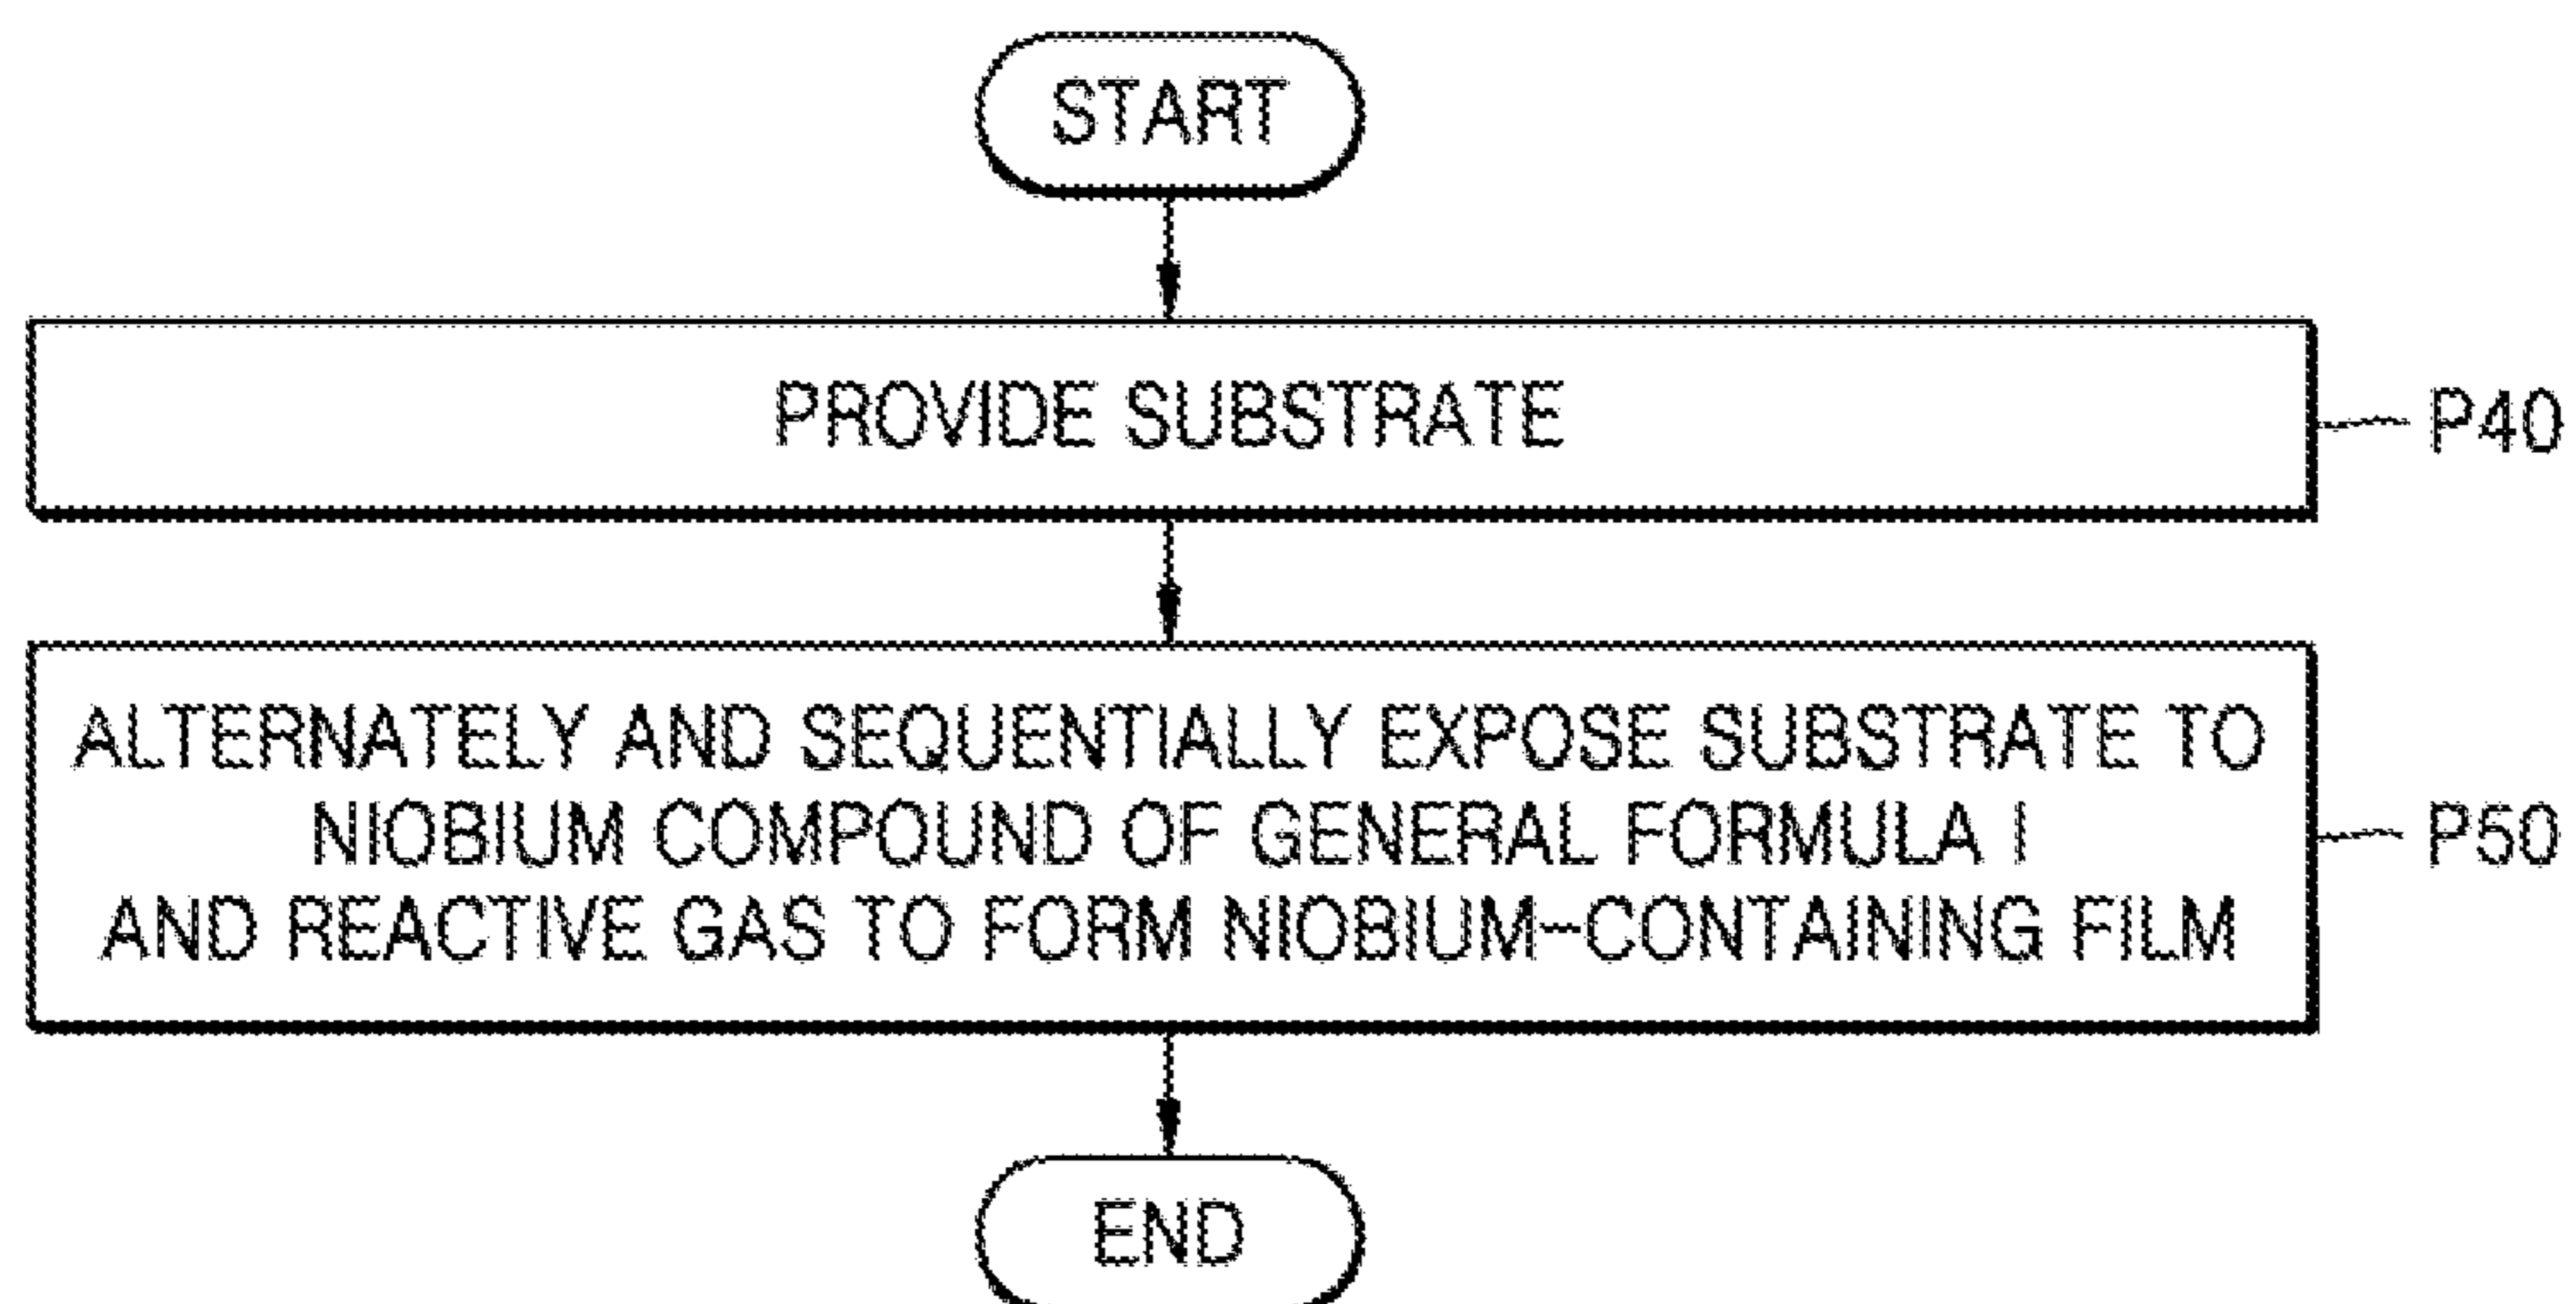 START
PROVIDE SUBSTRATE
P40
ALTERNATELY AND SEQUENTIALLY EXPOSE SUBSTRATE TO
NIOBIUM COMPOUND OF GENERAL FORMULA I
P50
AND REACTIVE GAS TO FORM NIOBIUM-CONTAINING FILM
END